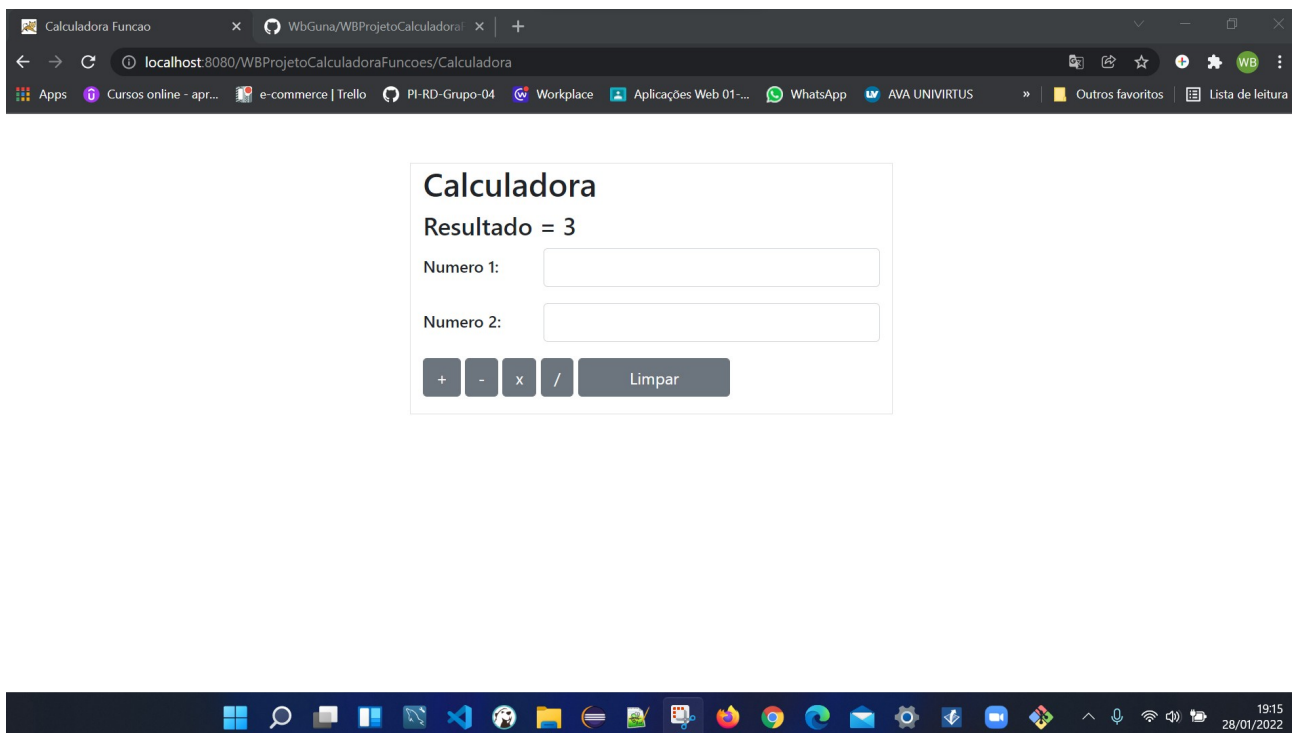 Calculadora Funcao
WbGuna/WBProjetoCalculadora
localhost:8080/WBProjetoCalculadoraFuncoes/Calculadora
WB
Apps
Cursos online - apr...
e-commerce | Trello
PI-RD-Grupo-04
Workplace
Aplicações Web 01-...
WhatsApp
AVA UNIVIRTUS
»
Outros favoritos
Lista de leitura
Calculadora
Resultado = 3
Numero 1:
Numero 2:
+ - x / Limpar
19:15
28/01/2022